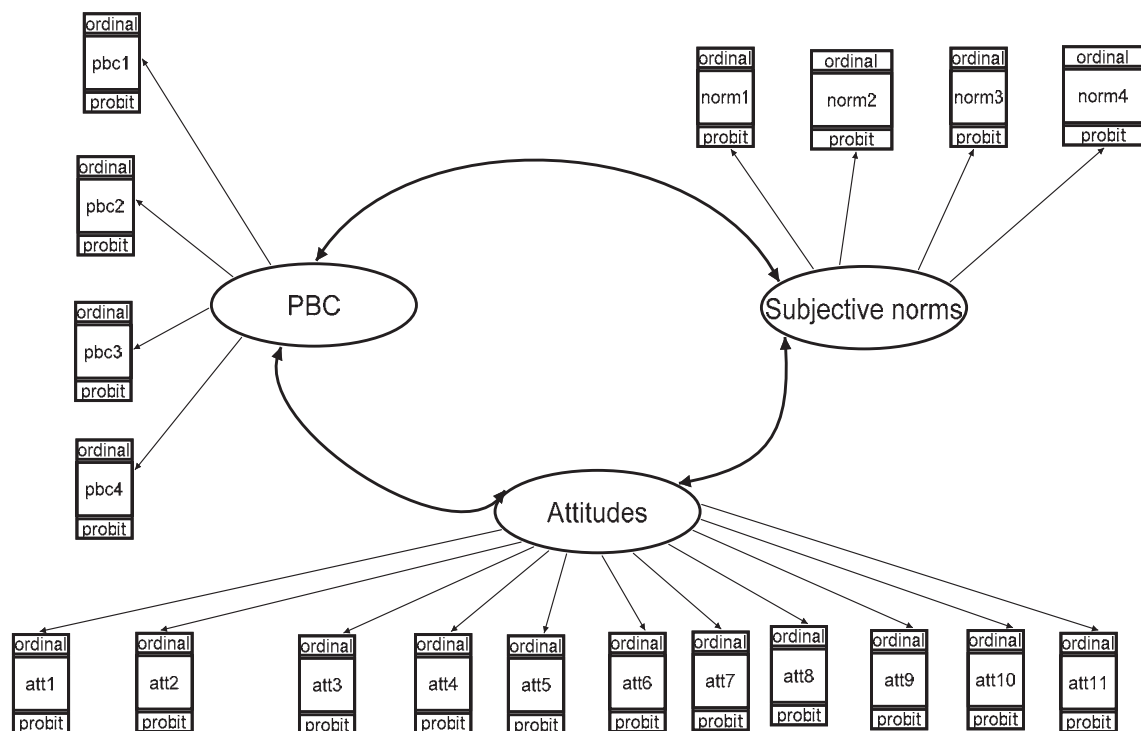 ordinal
pbc1
probit
ordinal
norm1
probit
ordinal
norm2
probit
ordinal
norm3
probit
ordinal
norm4
probit
ordinal
pbc2
probit
PBC
Subjective norms
ordinal
pbc3
probit
ordinal
pbc4
probit
Attitudes
ordinal
att1
probit
ordinal
att2
probit
ordinal
att3
probit
ordinal
att4
probit
ordinal
att5
probit
ordinal
att6
probit
ordinal
att7
probit
ordinal
att8
probit
ordinal
att9
probit
ordinal
att10
probit
ordinal
att11
probit